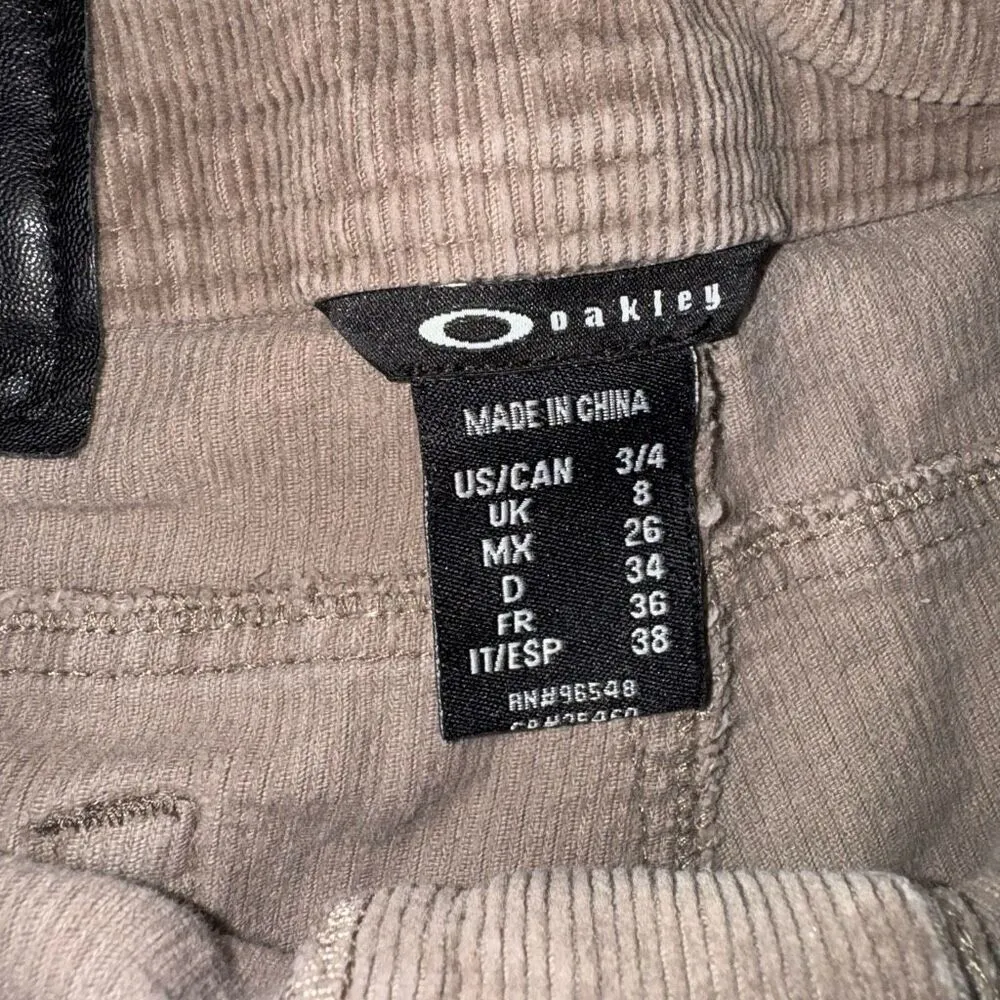 oakley
MADE IN CHINA
US/CAN 3/4
UK 8
MX 26
D 34
FR 36
IT/ESP 38
RN#96548